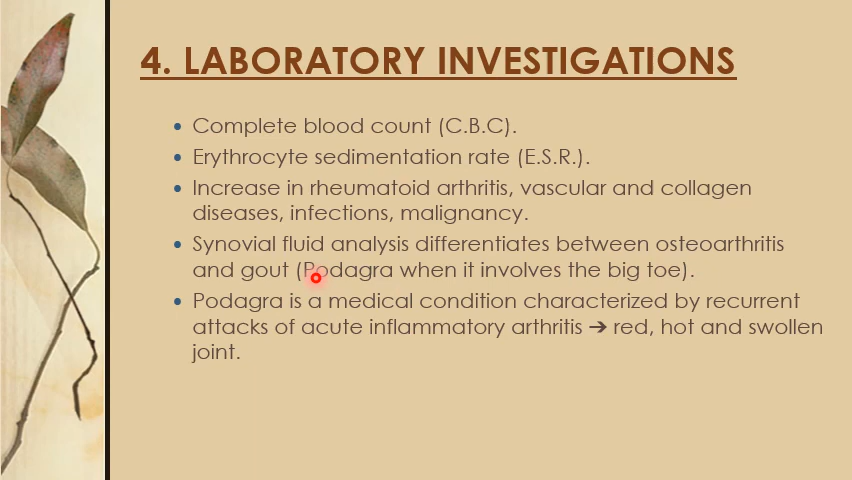 4. LABORATORY INVESTIGATIONS
• Complete blood count (C.B.C).
• Erythrocyte sedimentation rate (E.S.R.).
• Increase in rheumatoid arthritis, vascular and collagen
diseases, infections, malignancy.
• Synovial fluid analysis differentiates between osteoarthritis
and gout (Podagra when it involves the big toe).
• Podagra is a medical condition characterized by recurrent
attacks of acute inflammatory arthritis ➔ red, hot and swollen
joint.